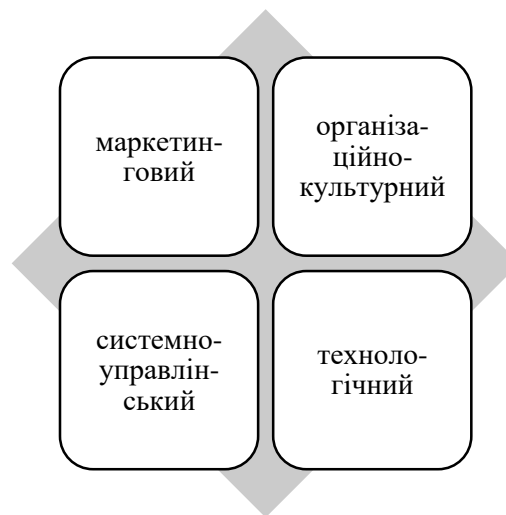 маркетин-
говий
організа-
ційно-
культурний
системно-
управлін-
ський
техноло-
гічний